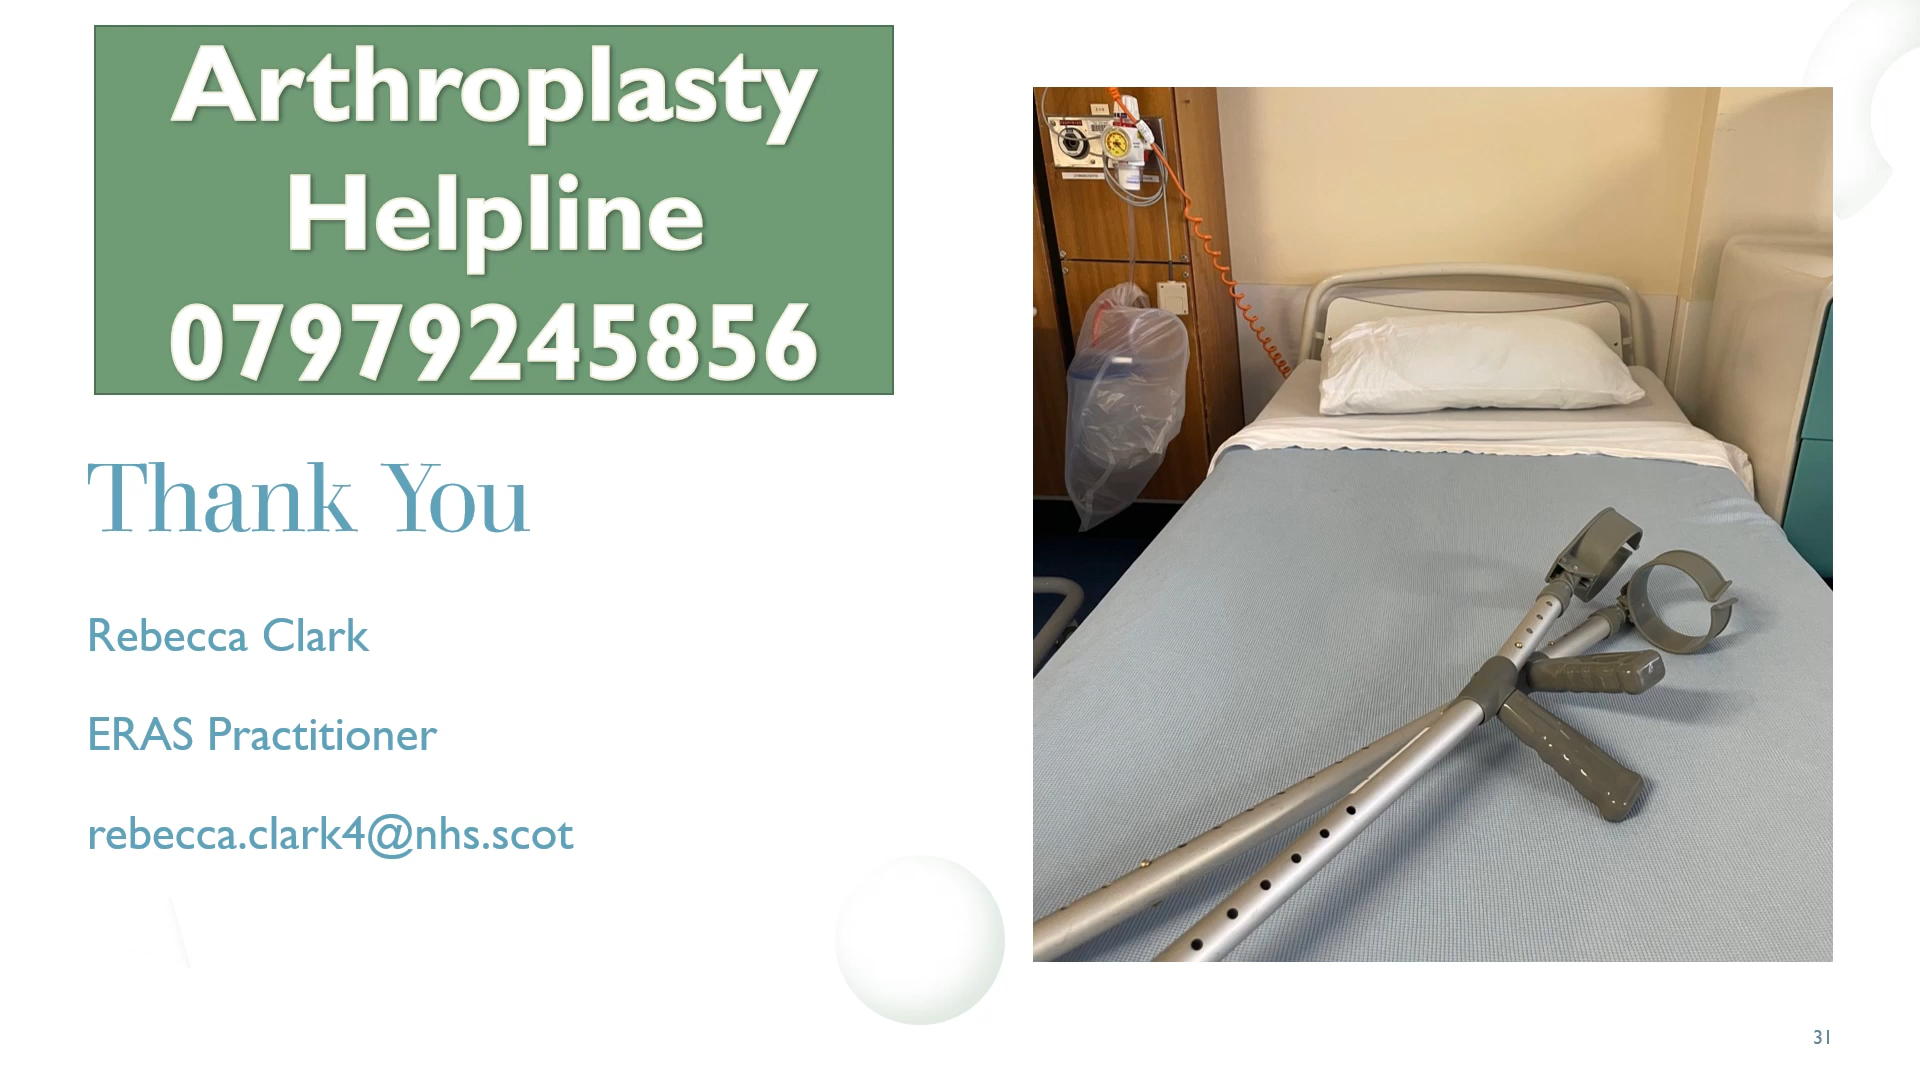 Arthroplasty
Helpline
07979245856
Thank You
Rebecca Clark
ERAS Practitioner
rebecca.clark4@nhs.scot
31